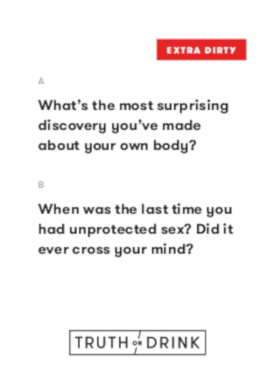 EXTRA DIRTY
A
What's the most surprising
discovery you've made
about your own body?
B
When was the last time you
had unprotected sex? Did it
ever cross your mind?
TRUTH OR DRINK